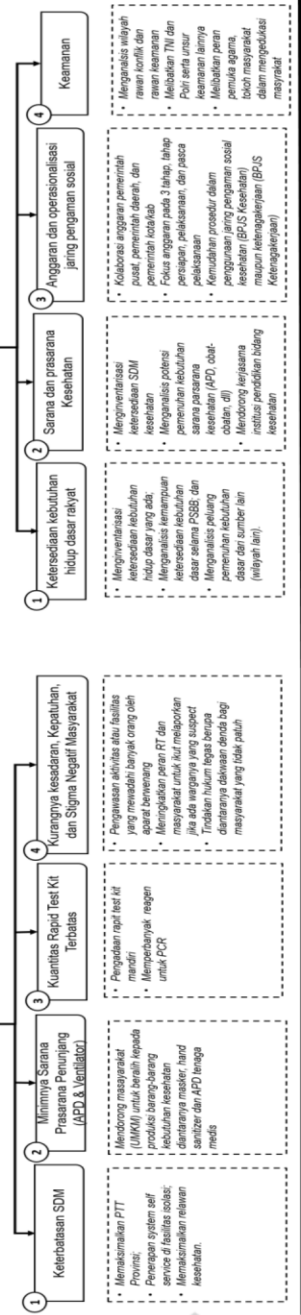 1
Keterbatasan SDM
• Memaksimalkan PTT
Provinsi;
• Penerapan system self
service di fasilitas isolasi;
• Memaksimalkan relawan
kesehatan.
2
Minimnya Sarana
Prasarana Penunjang
(APD & Ventilator)
Mendorong masayarakat
(UMKM) untuk beralih kepada
produksi barang-barang
kebutuhan kesehatan
diantaranya masker, hand
sanitizer dan APD tenaga
medis
3
Kuantitas Rapid Test Kit
Terbatas
• Pengadaan rapit test kit
mandiri
• Memperbanyak reagen
untuk PCR
4
Kurangnya kesadaran, Kepatuhan,
dan Stigma Negatif Masyarakat
• Pengawasan aktivitas atau fasilitas
yang mewadahi banyak orang oleh
aparat berwenang
• Meningkatkan peran RT dan
masyarakat untuk ikut melaporkan
jika ada warganya yang suspect
• Tindakan hukum tegas berupa
diantaranya dakwaan denda bagi
masyarakat yang tidak patuh
1
Ketersediaan kebutuhan
hidup dasar rakyat
• Menginventarisasi
ketersediaan kebutuhan
hidup dasar yang ada;
• Menganalisis kemampuan
ketersediaan kebutuhan
dasar selama PSBB; dan
• Menganalisis peluang
pemenuhan kebutuhan
dasar dari sumber lain
(wilayah lain).
2
Sarana dan prasarana
Kesehatan
• Menginventarisasi
ketersediaan SDM
kesehatan
• Menganalisis potensi
pemenuhan kebutuhan
sarana parsarana
kesehatan (APD, obat-
obatan, dll)
• Mendorong kerjasama
institusi pendidikan bidang
kesehatan
3
Anggaran dan operasionalisasi
jaring pengaman sosial
• Kolaborasi anggaran pemerintah
pusat, pemerintah daerah, dan
pemerintah kota/kab
• Fokus anggaran pada 3 tahap, tahap
persiapan, pelaksanaan, dan pasca
pelaksanaan
• Kemudahan prosedur dalam
penggunaan jaring pengaman sosial
kesehatan (BPJS Kesehatan)
maupun ketenagakerjaan (BPJS
Ketenagakerjaan)
4
Keamanan
• Menganalsis wilayah
rawan konflik dan
rawan keamanan
• Melibatkan TNI dan
Polri serta unsur
keamanan lainnya
• Melibatkan peran
pemuka agama,
tokoh masyarakat
dalam mengedukasi
masyrakat